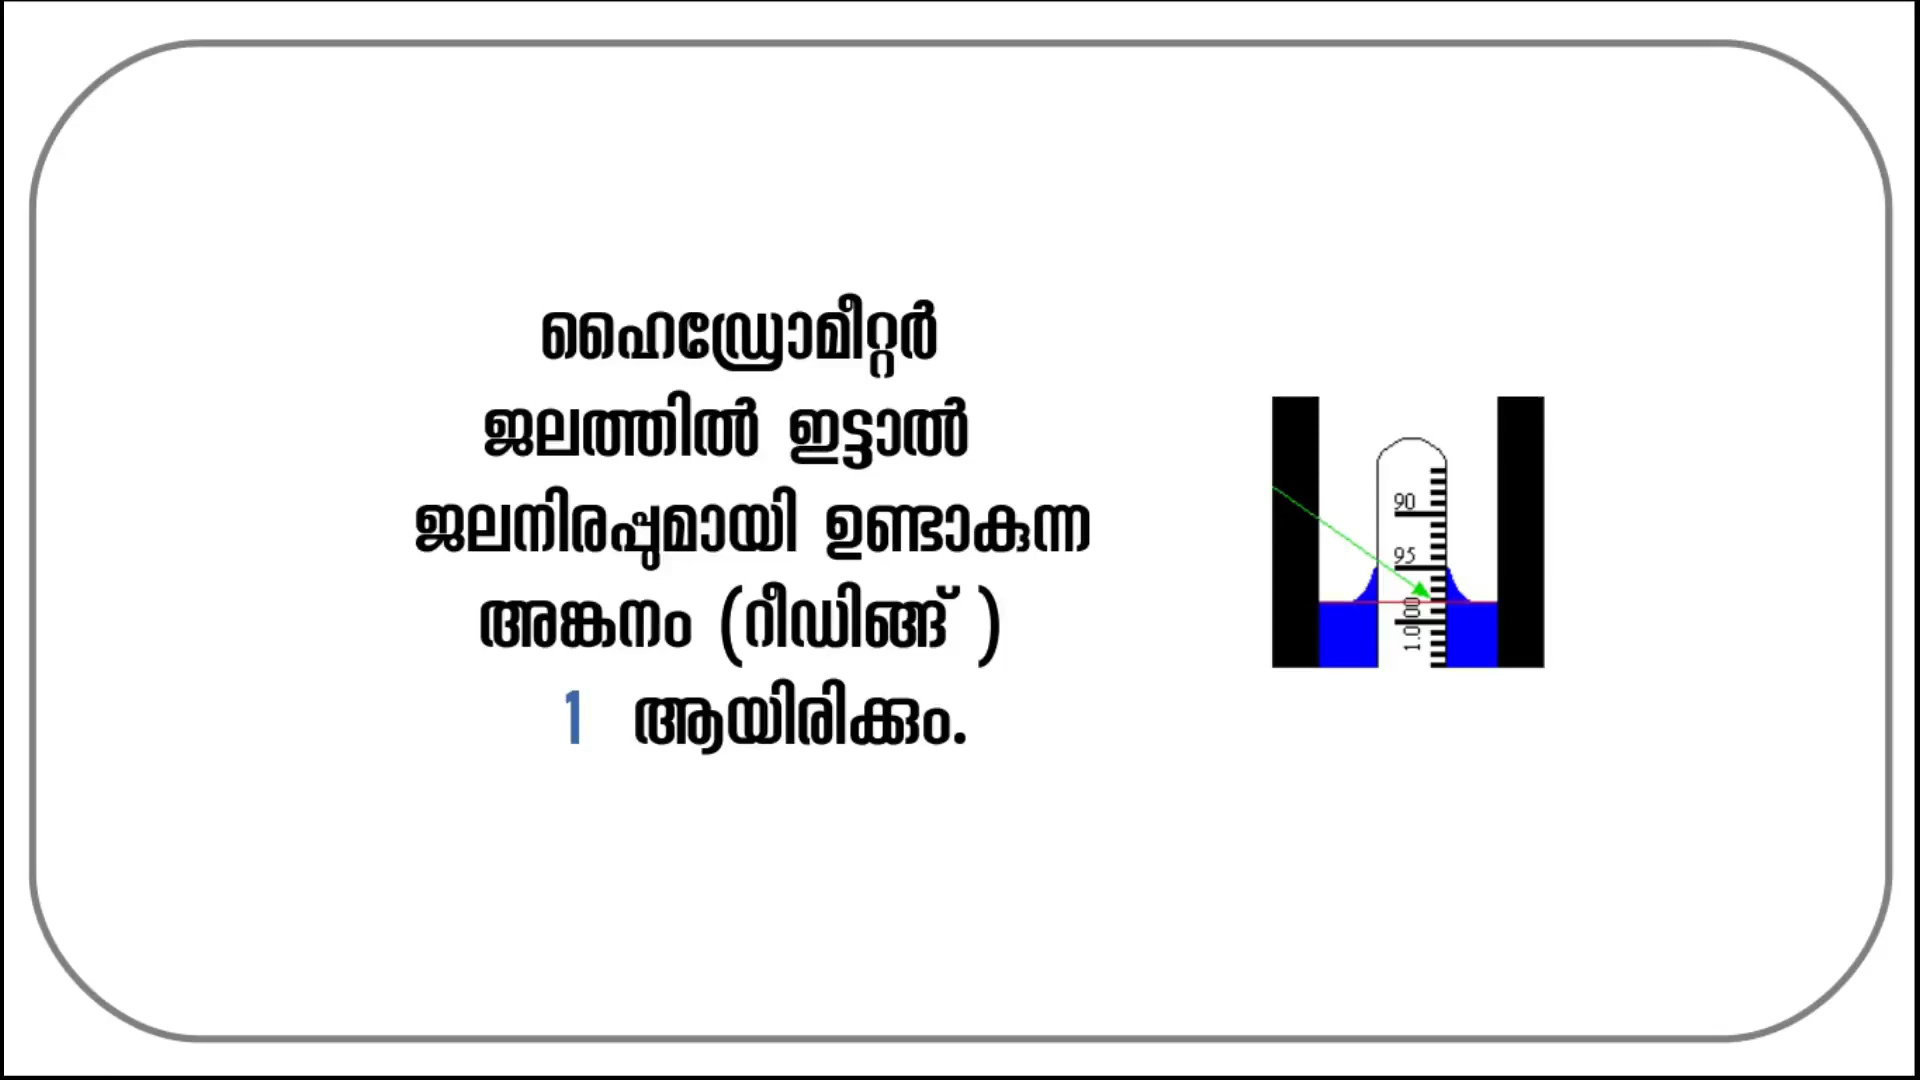 ഹൈഡ്രോമീറ്റർ
ജലത്തിൽ ഇട്ടാൽ
ജലനിരപ്പുമായി ഉണ്ടാകുന്ന
അങ്കനം (റീഡിങ്ങ് )
1 ആയിരിക്കും.
90
95
1.000